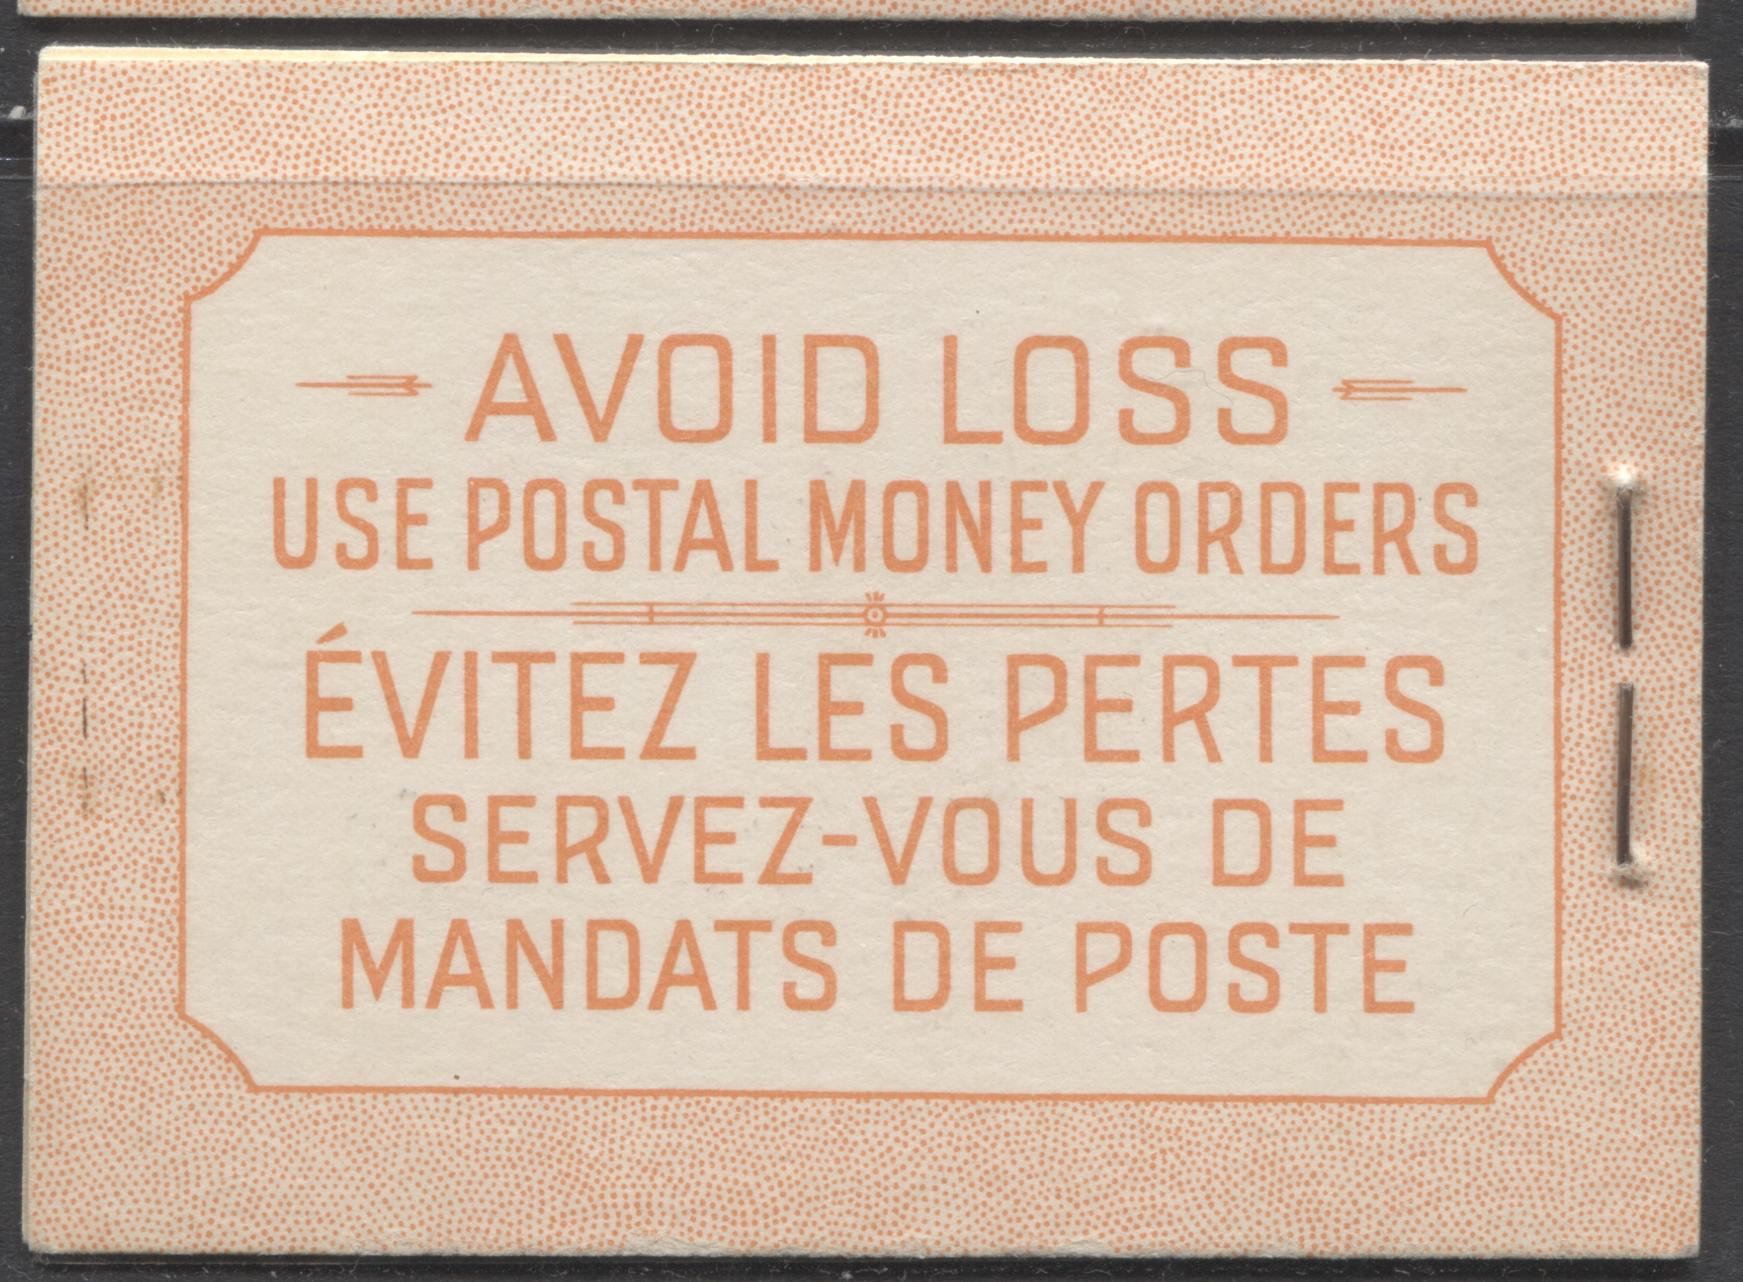 AVOID LOSS
USE POSTAL MONEY ORDERS
ÉVITEZ LES PERTES
SERVEZ-VOUS DE
MANDATS DE POSTE